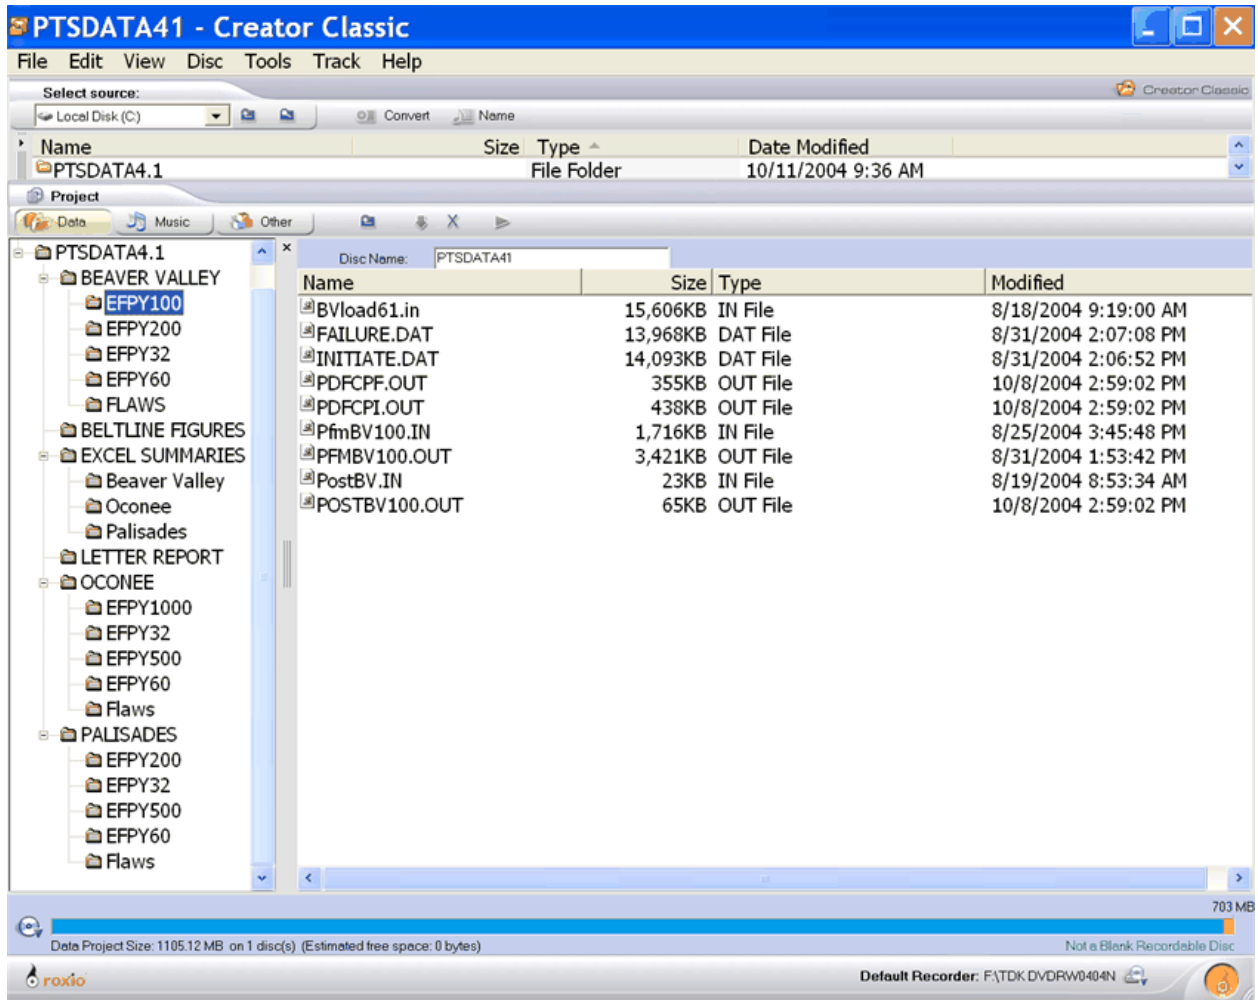 PTSDATA41 - Creator Classic
File Edit View Disc Tools Track Help
Select source:
Creator Classic
Local Disk (C:) Convert Name
Name Size Type Date Modified
PTSDATA4.1 File Folder 10/11/2004 9:36 AM
Project
Data Music Other
PTSDATA4.1
BEAVER VALLEY
EFPY100
EFPY200
EFPY32
EFPY60
FLAWS
BELTLINE FIGURES
EXCEL SUMMARIES
Beaver Valley
Oconee
Palisades
LETTER REPORT
OCONEE
EFPY1000
EFPY32
EFPY500
EFPY60
Flaws
PALISADES
EFPY200
EFPY32
EFPY500
EFPY60
Flaws
Disc Name: PTSDATA41
Name Size Type Modified
BVload61.in 15,606KB IN File 8/18/2004 9:19:00 AM
FAILURE.DAT 13,968KB DAT File 8/31/2004 2:07:08 PM
INITIATE.DAT 14,093KB DAT File 8/31/2004 2:06:52 PM
PDFCPF.OUT 355KB OUT File 10/8/2004 2:59:02 PM
PDFCPI.OUT 438KB OUT File 10/8/2004 2:59:02 PM
PfmBV100.IN 1,716KB IN File 8/25/2004 3:45:48 PM
PFMBV100.OUT 3,421KB OUT File 8/31/2004 1:53:42 PM
PostBV.IN 23KB IN File 8/19/2004 8:53:34 AM
POSTBV100.OUT 65KB OUT File 10/8/2004 2:59:02 PM
703 MB
Data Project Size: 1105.12 MB on 1 disc(s) (Estimated free space: 0 bytes) Not a Blank Recordable Disc
roxio Default Recorder: F:\TDK DVDRW0404N